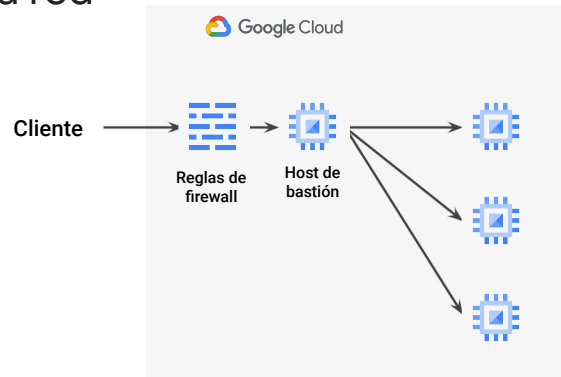 Google Cloud
Cliente
Reglas de
firewall
Host de
bastión